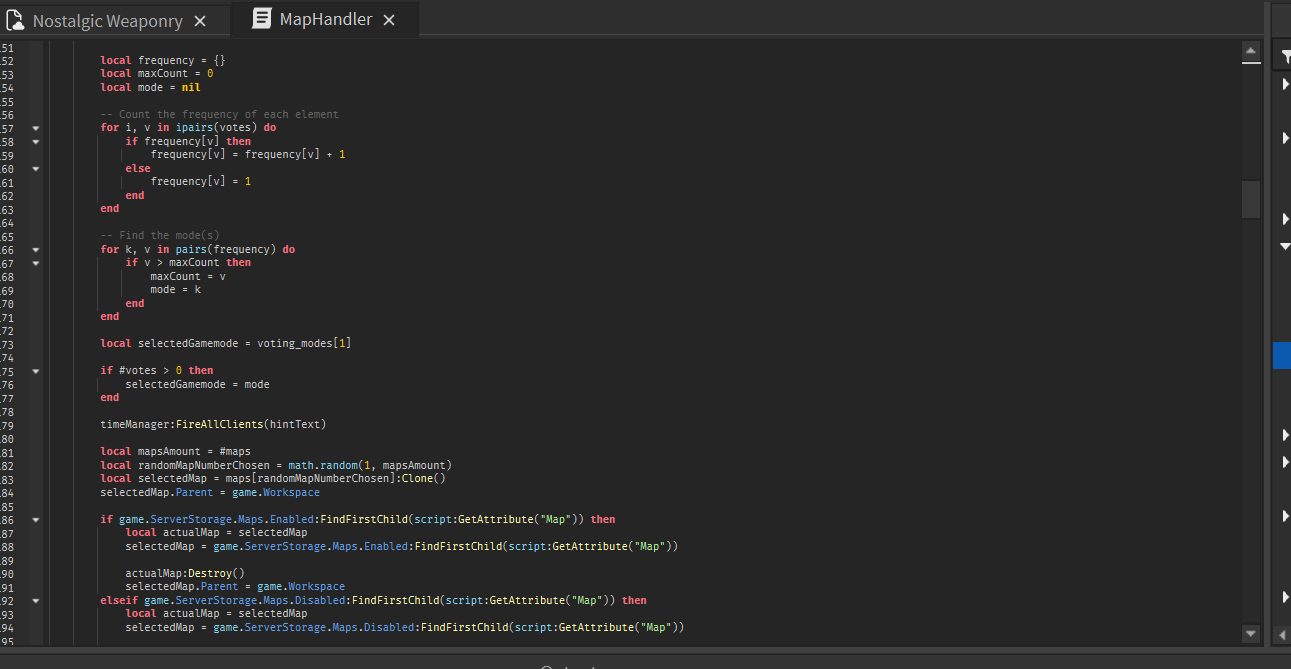 Nostalgic Weaponry
MapHandler
51
52 local frequency = {}
53 local maxCount = 0
54 local mode = nil
55
56 -- Count the frequency of each element
57 for i, v in ipairs(votes) do
58 if frequency[v] then
59 frequency[v] = frequency[v] + 1
60 else
61 frequency[v] = 1
62 end
63 end
64
65 -- Find the mode(s)
66 for k, v in pairs(frequency) do
67 if v > maxCount then
68 maxCount = v
69 mode = k
70 end
71 end
72
73 local selectedGamemode = voting_modes[1]
74
75 if #votes > 0 then
76 selectedGamemode = mode
77 end
78
79 timeManager:FireAllClients(hintText)
80
81 local mapsAmount = #maps
82 local randomMapNumberChosen = math.random(1, mapsAmount)
83 local selectedMap = maps[randomMapNumberChosen]:Clone()
84 selectedMap.Parent = game.Workspace
85
86 if game.ServerStorage.Maps.Enabled:FindFirstChild(script:GetAttribute("Map")) then
87 local actualMap = selectedMap
88 selectedMap = game.ServerStorage.Maps.Enabled:FindFirstChild(script:GetAttribute("Map"))
89
90 actualMap:Destroy()
91 selectedMap.Parent = game.Workspace
92 elseif game.ServerStorage.Maps.Disabled:FindFirstChild(script:GetAttribute("Map")) then
93 local actualMap = selectedMap
94 selectedMap = game.ServerStorage.Maps.Disabled:FindFirstChild(script:GetAttribute("Map"))
95